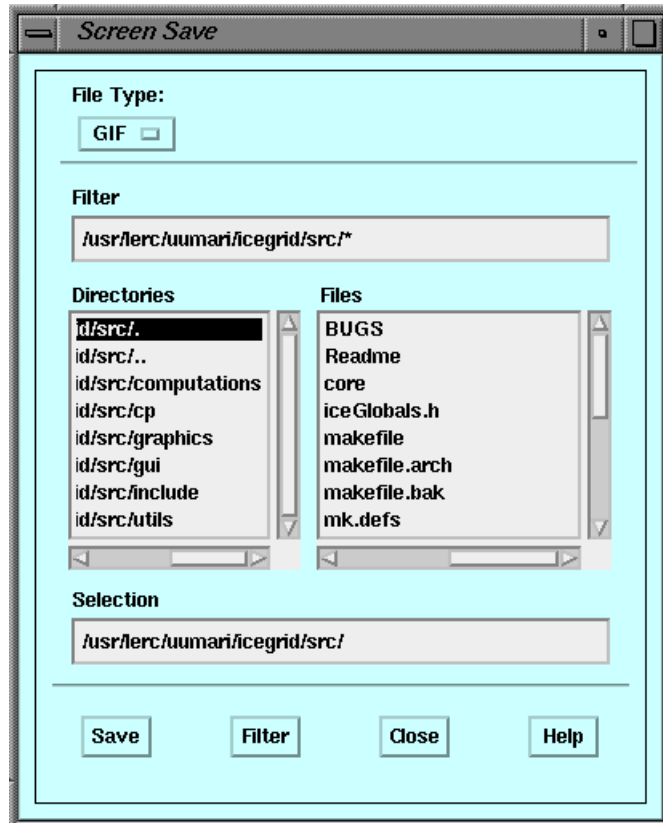 Screen Save
File Type:
GIF
Filter
/usr/lerc/uumari/icegrid/src/*
Directories
id/src/.
id/src/..
id/src/computations
id/src/cp
id/src/graphics
id/src/gui
id/src/include
id/src/utils
Files
BUGS
Readme
core
iceGlobals.h
makefile
makefile.arch
makefile.bak
mk.defs
Selection
/usr/lerc/uumari/icegrid/src/
Save Filter Close Help